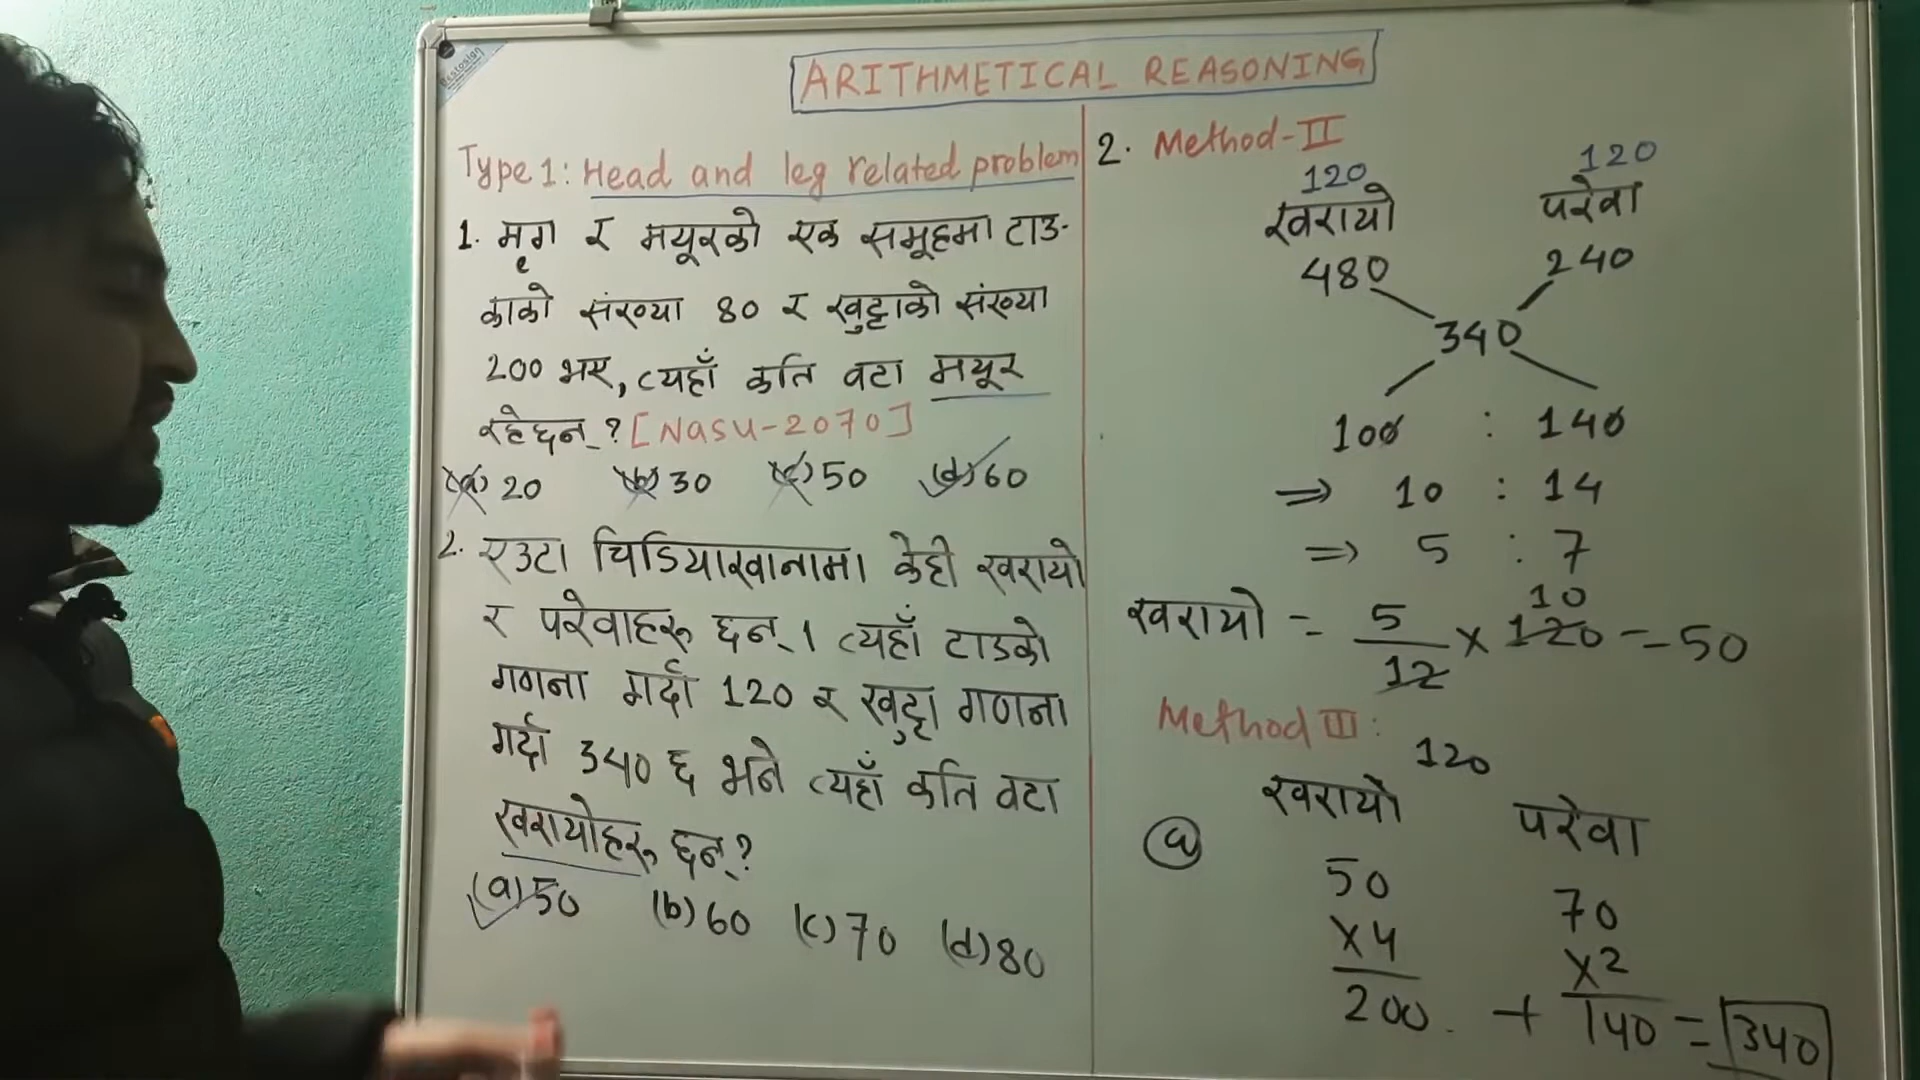 ARITHMETICAL REASONING
Type 1: Head and leg related problem
1. मृग र मयूरको एक समूहमा टाउ-
काको संख्या 80 र खुट्टाको संख्या
200 भए, त्यहाँ कति वटा मयूर
रहेछन् ? [Nasu-2070]
(a) 20 (b) 30 (c) 50 (d) 60
2. एउटा चिडियाखानामा केही खरायो
र परेवाहरू छन् । त्यहाँ टाउको
गणना गर्दा 120 र खुट्टा गणना
गर्दा 340 छ भने त्यहाँ कति वटा
खरायोहरू छन् ?
(a) 50 (b) 60 (c) 70 (d) 80
2. Method-II
120 120
खरायो परेवा
480 240
340
100 : 140
⇒ 10 : 14
⇒ 5 : 7
10
खरायो = 5/12 × 120 = 50
Method III:
120
खरायो परेवा
(a)
50 70
×4 ×2
200 + 140 = 340